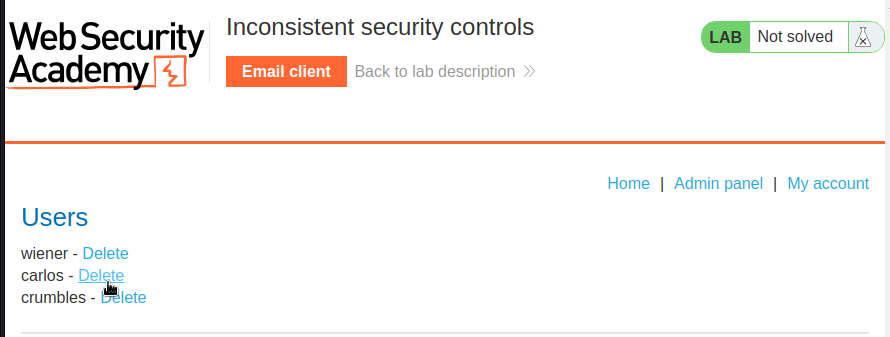 Web Security
Academy
Inconsistent security controls
Email client
Back to lab description
LAB
Not solved
Home | Admin panel | My account
Users
wiener - Delete
carlos - Delete
crumbles - Delete